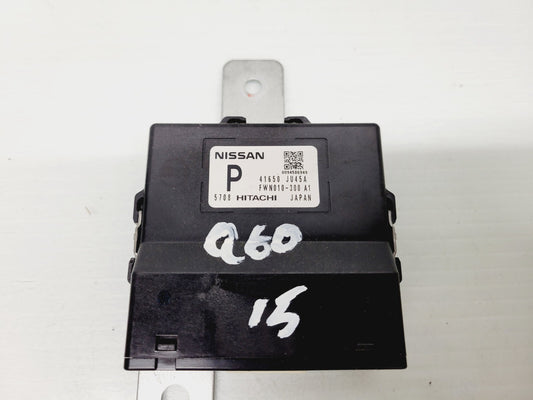 NISSAN
P
41650 JU45A
FWN010-300 A1
5708 HITACHI JAPAN
Q60
15